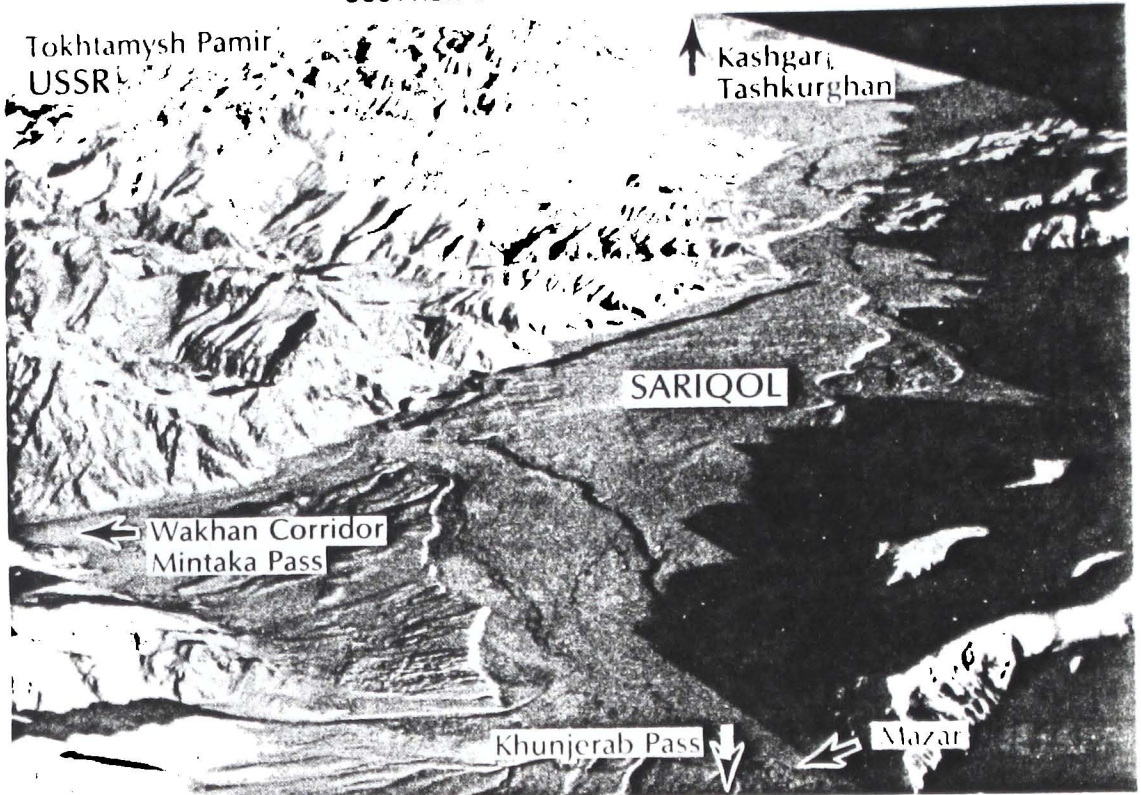 Tokhtamysh Pamir
USSR
Kashgar,
Tashkurghan
SARIQOL
Wakhan Corridor
Mintaka Pass
Khunjerab Pass
Mazar